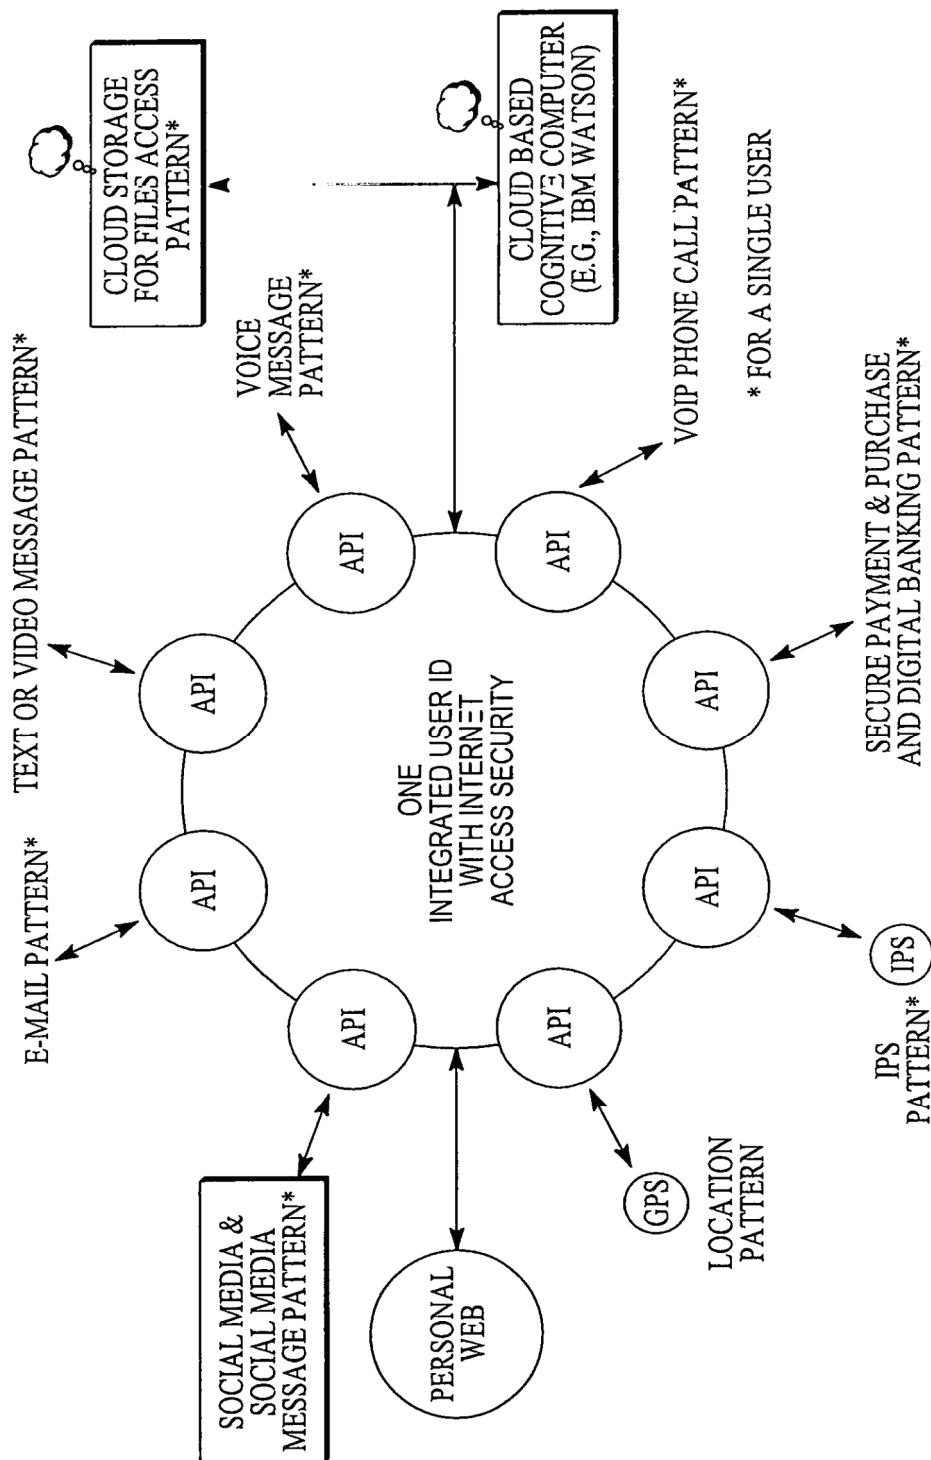 CLOUD STORAGE
FOR FILES ACCESS
PATTERN*
TEXT OR VIDEO MESSAGE PATTERN*
E-MAIL PATTERN*
VOICE
MESSAGE
PATTERN*
SOCIAL MEDIA &
SOCIAL MEDIA
MESSAGE PATTERN*
API
API
API
API
ONE
INTEGRATED USER ID
WITH INTERNET
ACCESS SECURITY
PERSONAL
WEB
CLOUD BASED
COGNITIVE COMPUTER
(E.G., IBM WATSON)
API
API
API
API
VOIP PHONE CALL PATTERN*
* FOR A SINGLE USER
GPS
LOCATION
PATTERN
IPS
IPS
PATTERN*
SECURE PAYMENT & PURCHASE
AND DIGITAL BANKING PATTERN*